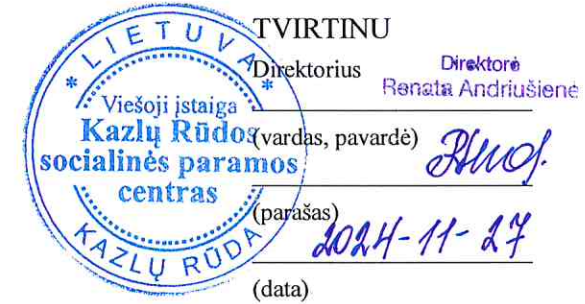 TVIRTINU
LIETUVA
Direktorius
Direktorė
Renata Andriušienė
Viešoji įstaiga
Kazlų Rūdos
socialinės paramos
centras
KAZLŲ RŪDA
(vardas, pavardė)
(parašas)
2024-11-27
(data)